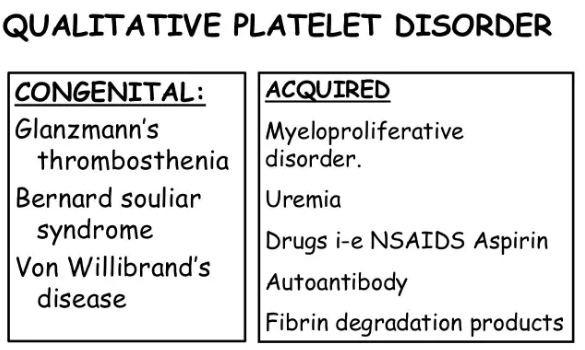 QUALITATIVE PLATELET DISORDER
CONGENITAL:
Glanzmann's
thrombosthenia
Bernard souliar
syndrome
Von Willibrand's
disease
ACQUIRED
Myeloproliferative
disorder.
Uremia
Drugs i-e NSAIDS Aspirin
Autoantibody
Fibrin degradation products